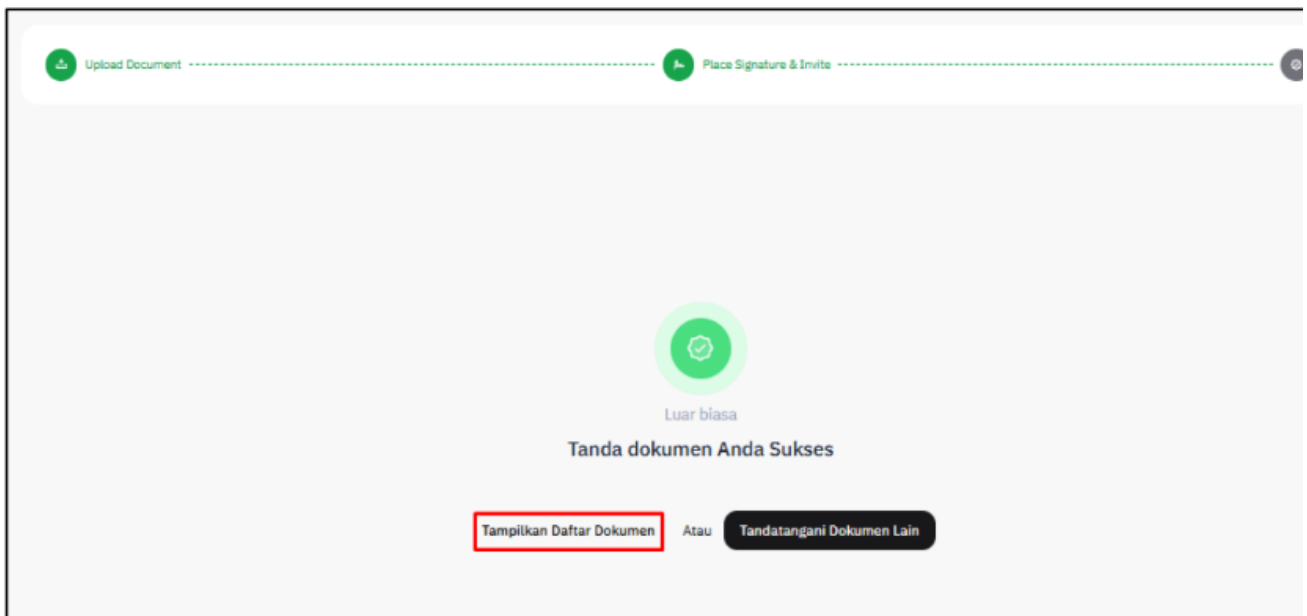 Upload Document
Place Signature & Invite
Luar biasa
Tanda dokumen Anda Sukses
Tampilkan Daftar Dokumen Atau Tandatangani Dokumen Lain